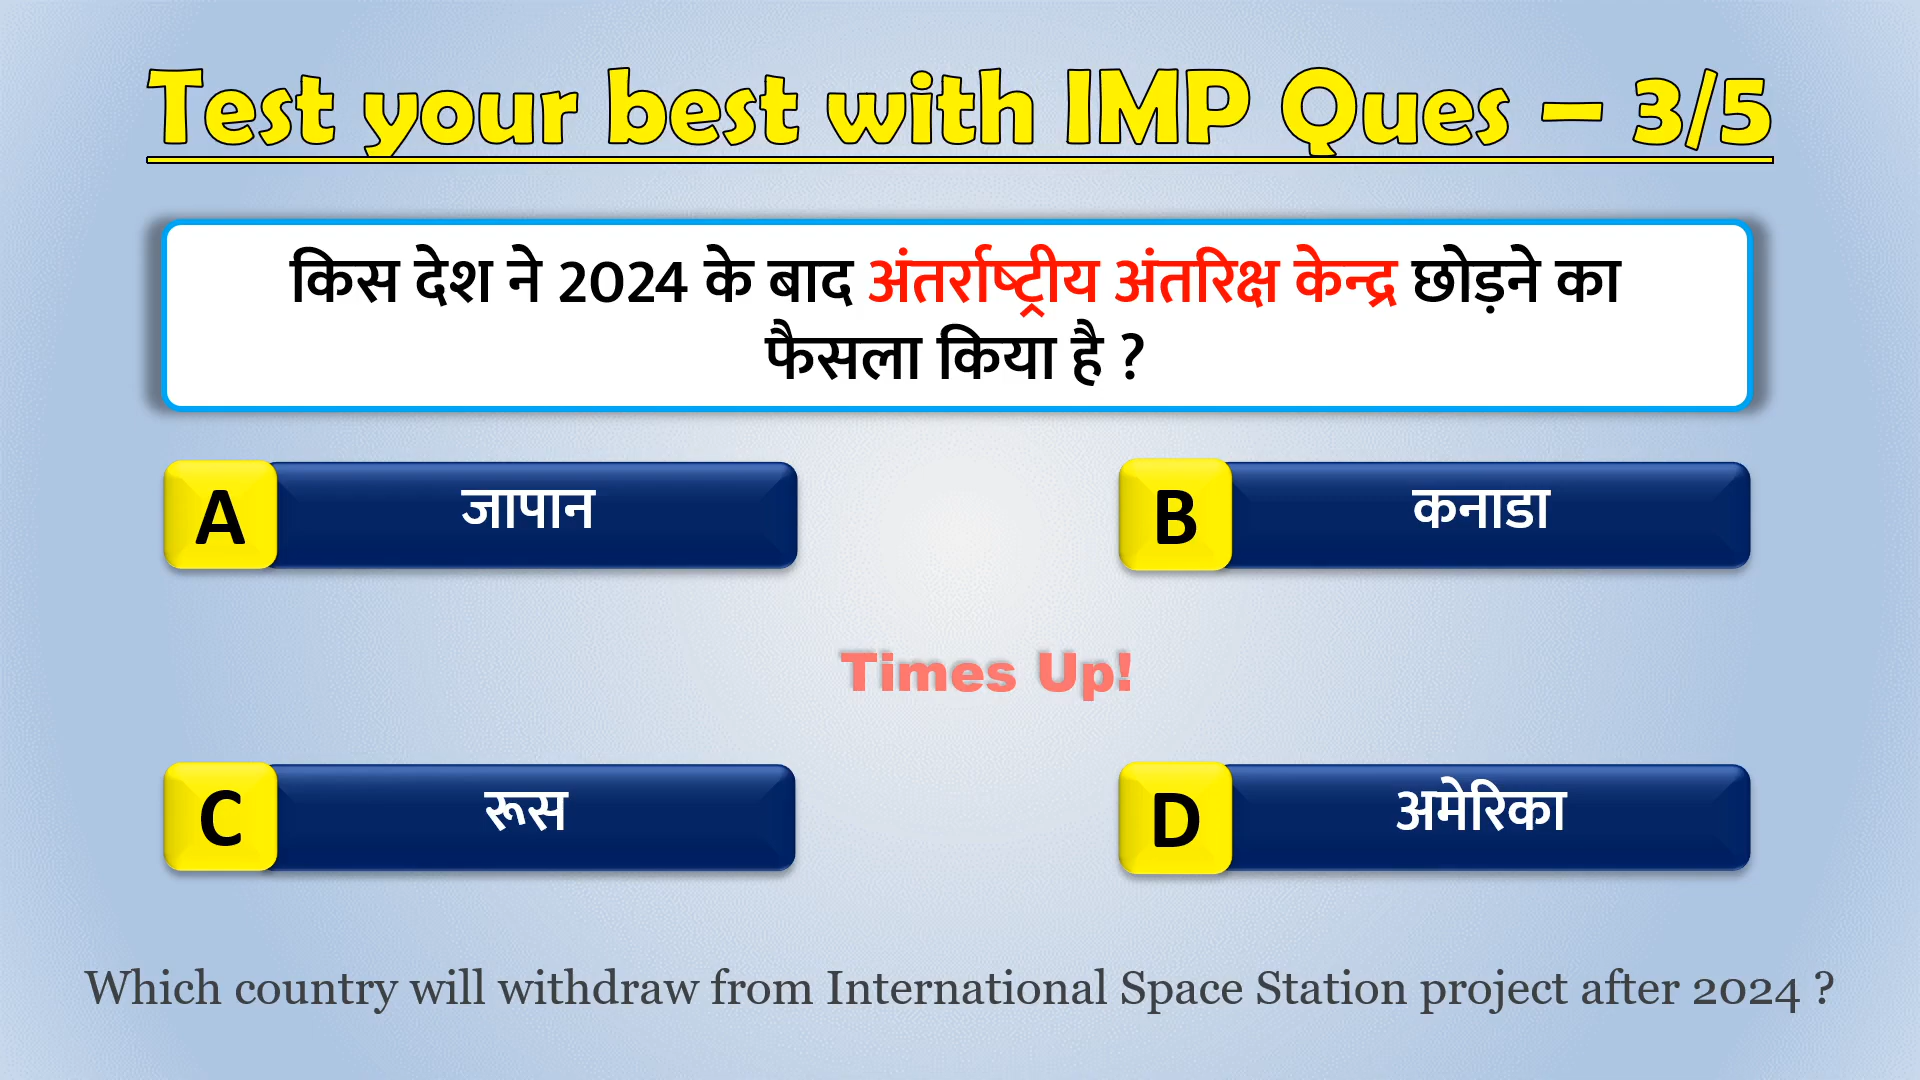 Test your best with IMP Ques – 3/5
किस देश ने 2024 के बाद अंतर्राष्ट्रीय अंतरिक्ष केन्द्र छोड़ने का
फैसला किया है ?
A जापान
B कनाडा
Times Up!
C रूस
D अमेरिका
Which country will withdraw from International Space Station project after 2024 ?